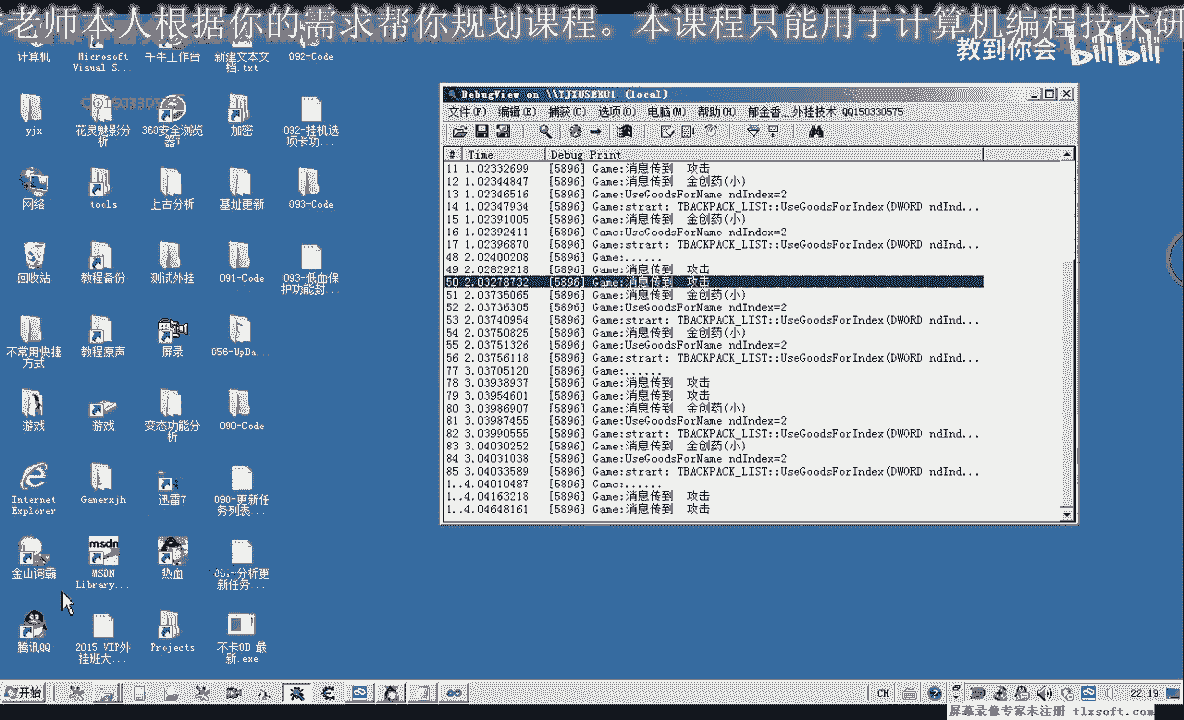 老师本人根据你的需求帮你规划课程。本课程只能用于计算机编程技术研
教到你会 bilibili
计算机
Microsoft Visual S...
千牛工作台
新建文本文档.txt
092-Code
yjx
花灵魅影分析
360安全浏览器7
加密
092-挂机选项卡功...
网络
tools
上古分析
基址更新
093-Code
回收站
教程备份
测试外挂
091-Code
093-低血保护功能封...
不常用快捷方式
教程原声
屏录
056-UpDa...
游戏
游戏
变态功能分析
090-Code
Internet Explorer
Gamerxjh
迅雷7
090-更新任务列表...
金山词霸
MSDN Library...
热血
091-分析更新任务...
腾讯QQ
2015 VIP外挂班大...
Projects
不卡OD 最新.exe
DebugView on \\YJXUSER01 (local)
文件(F) 编辑(E) 捕获(C) 选项(O) 电脑(M) 帮助(H) 郁金香...外挂技术 QQ150330575
# Time Debug Print
11 1.02332699 [5896] Game:消息传到 攻击
12 1.02344847 [5896] Game:消息传到 金创药(小)
13 1.02346516 [5896] Game:UseGoodsForName ndIndex=2
14 1.02347934 [5896] Game:strart: TBACKPACK_LIST::UseGoodsForIndex(DWORD ndInd...
15 1.02391005 [5896] Game:消息传到 金创药(小)
16 1.02392411 [5896] Game:UseGoodsForName ndIndex=2
17 1.02396870 [5896] Game:strart: TBACKPACK_LIST::UseGoodsForIndex(DWORD ndInd...
48 2.02400208 [5896] Game:......
49 2.02829218 [5896] Game:消息传到 攻击
50 2.03278732 [5896] Game:消息传到 攻击
51 2.03735065 [5896] Game:消息传到 金创药(小)
52 2.03736305 [5896] Game:UseGoodsForName ndIndex=2
53 2.03740954 [5896] Game:strart: TBACKPACK_LIST::UseGoodsForIndex(DWORD ndInd...
54 2.03750825 [5896] Game:消息传到 金创药(小)
55 2.03751326 [5896] Game:UseGoodsForName ndIndex=2
56 2.03756118 [5896] Game:strart: TBACKPACK_LIST::UseGoodsForIndex(DWORD ndInd...
77 3.03705120 [5896] Game:......
78 3.03938937 [5896] Game:消息传到 攻击
79 3.03954601 [5896] Game:消息传到 攻击
80 3.03986907 [5896] Game:消息传到 金创药(小)
81 3.03987455 [5896] Game:UseGoodsForName ndIndex=2
82 3.03990555 [5896] Game:strart: TBACKPACK_LIST::UseGoodsForIndex(DWORD ndInd...
83 3.04030252 [5896] Game:消息传到 金创药(小)
84 3.04031038 [5896] Game:UseGoodsForName ndIndex=2
85 3.04033589 [5896] Game:strart: TBACKPACK_LIST::UseGoodsForIndex(DWORD ndInd...
1... 4.04010487 [5896] Game:......
1... 4.04163218 [5896] Game:消息传到 攻击
1... 4.04648161 [5896] Game:消息传到 攻击
开始
CH
22:19
屏幕录像专家未注册 tlxsoft.com